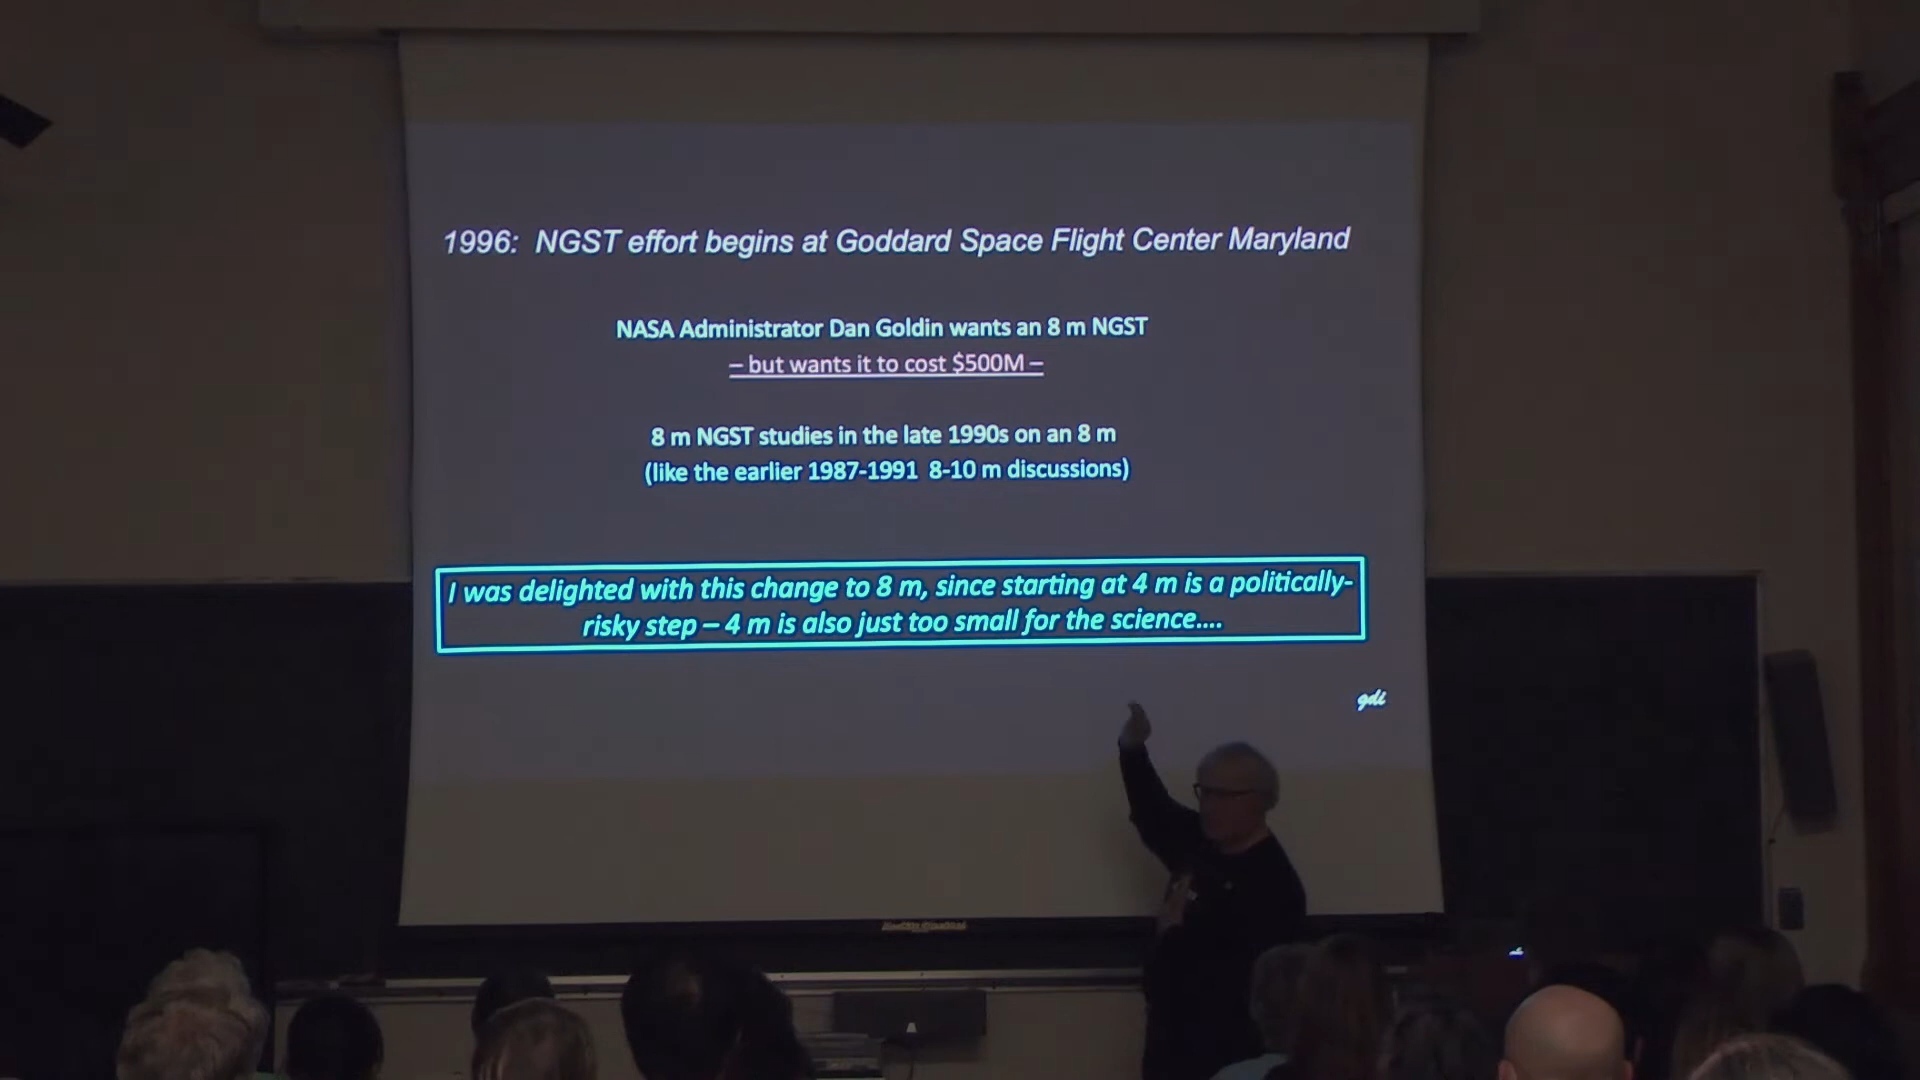 1996: NGST effort begins at Goddard Space Flight Center Maryland
NASA Administrator Dan Goldin wants an 8 m NGST
– but wants it to cost $500M –
8 m NGST studies in the late 1990s on an 8 m
(like the earlier 1987-1991 8-10 m discussions)
I was delighted with this change to 8 m, since starting at 4 m is a politically-
risky step – 4 m is also just too small for the science....
gdi